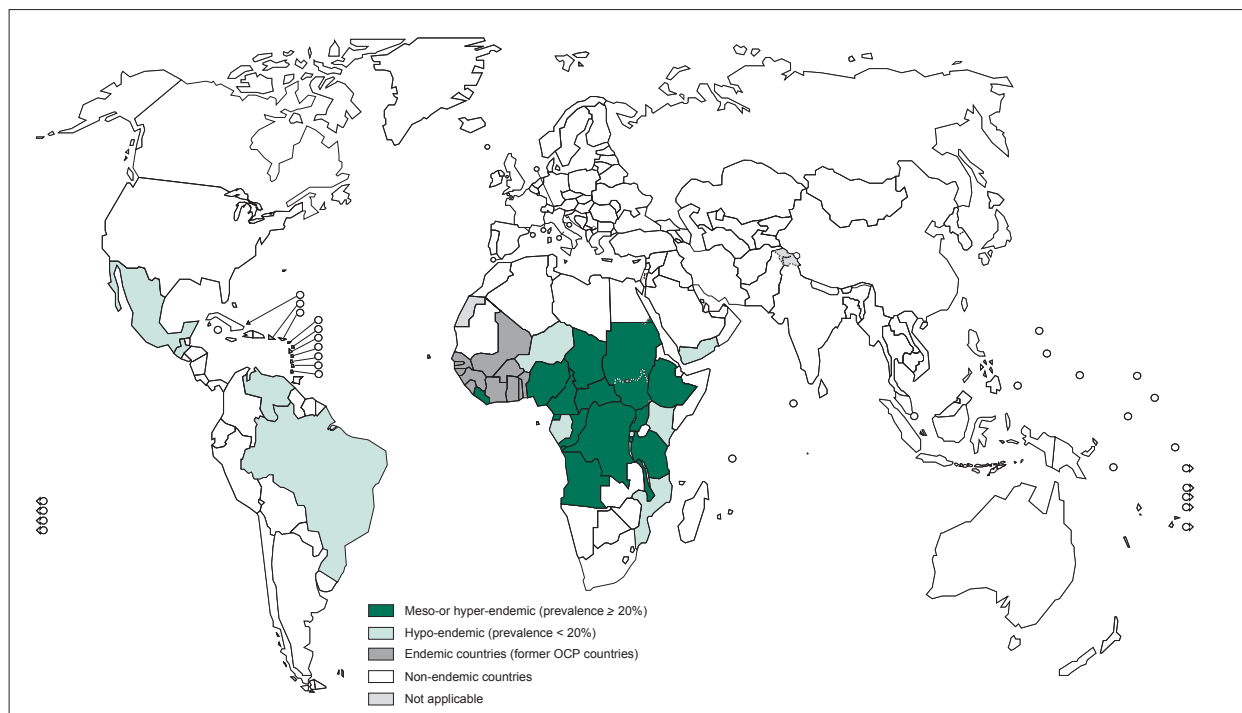 Meso-or hyper-endemic (prevalence ≥ 20%)
Hypo-endemic (prevalence < 20%)
Endemic countries (former OCP countries)
Non-endemic countries
Not applicable